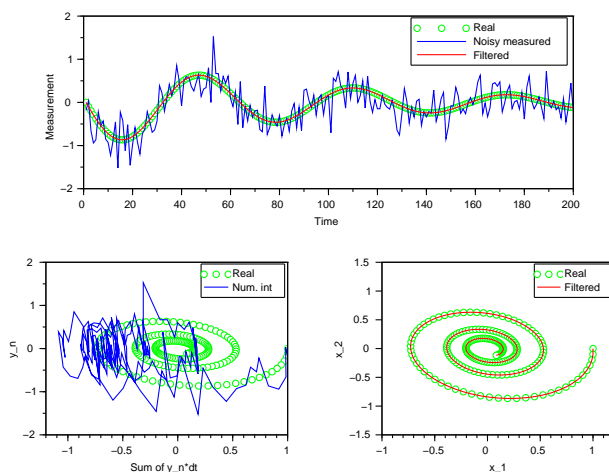 2
1
0
−1
−2
Measurement
0 20 40 60 80 100 120 140 160 180 200
Time
Real
Noisy measured
Filtered
2
1
0
−1
−2
y_n
−1 −0.5 0 0.5 1
Sum of y_n*dt
Real
Num. int
1.5
1
0.5
0
−0.5
−1
−1.5
x_2
−1 −0.5 0 0.5 1
x_1
Real
Filtered